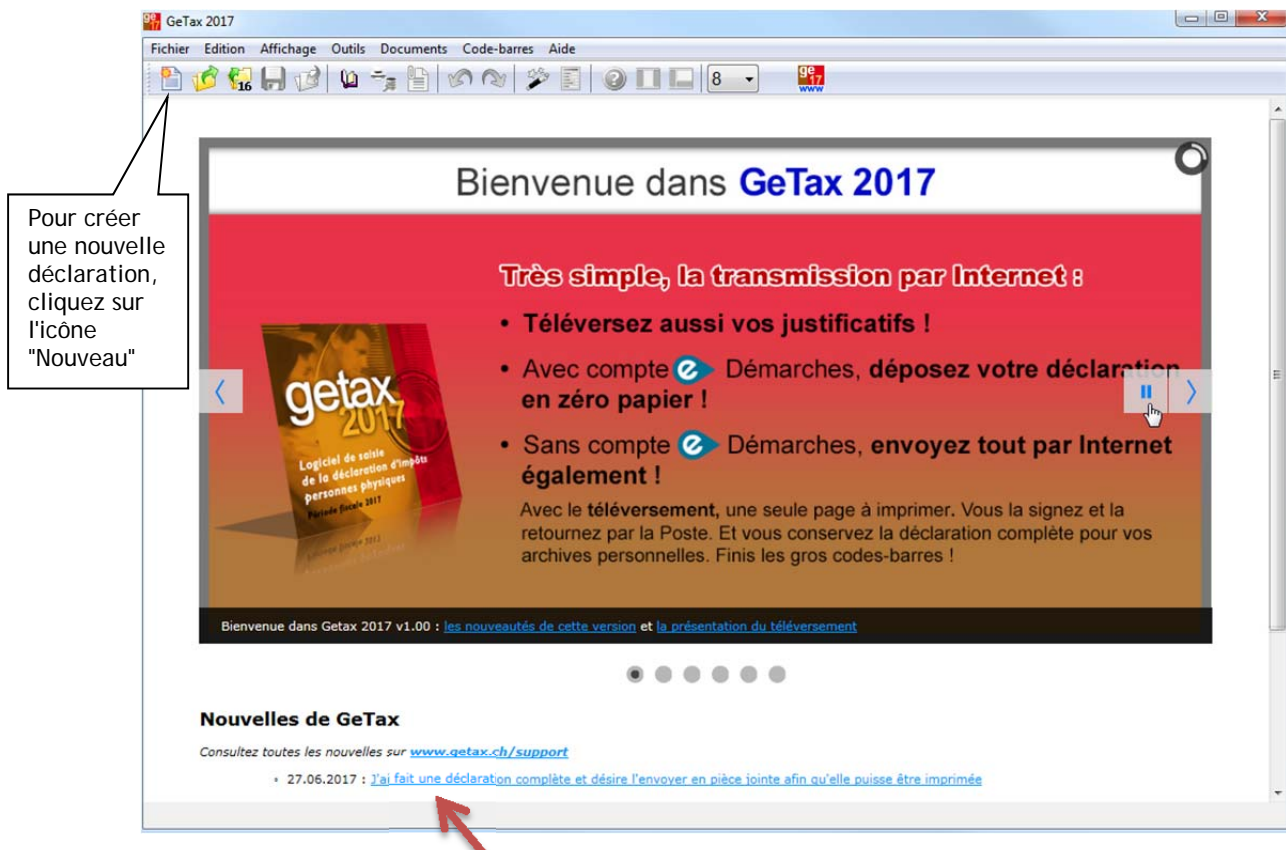 GeTax 2017
Fichier Edition Affichage Outils Documents Code-barres Aide
16
8
ge
17
www
Pour créer
une nouvelle
déclaration,
cliquez sur
l'icône
"Nouveau"
Bienvenue dans GeTax 2017
Très simple, la transmission par Internet :
• Téléversez aussi vos justificatifs !
• Avec compte e Démarches, déposez votre déclaration
en zéro papier !
• Sans compte e Démarches, envoyez tout par Internet
également !
Avec le téléversement, une seule page à imprimer. Vous la signez et la
retournez par la Poste. Et vous conservez la déclaration complète pour vos
archives personnelles. Finis les gros codes-barres !
getax
2017
Logiciel de saisie
de la déclaration d'impôts
personnes physiques
Période fiscale 2017
Bienvenue dans Getax 2017 v1.00 : les nouveautés de cette version et la présentation du téléversement
Nouvelles de GeTax
Consultez toutes les nouvelles sur www.getax.ch/support
27.06.2017 : J'ai fait une déclaration complète et désire l'envoyer en pièce jointe afin qu'elle puisse être imprimée